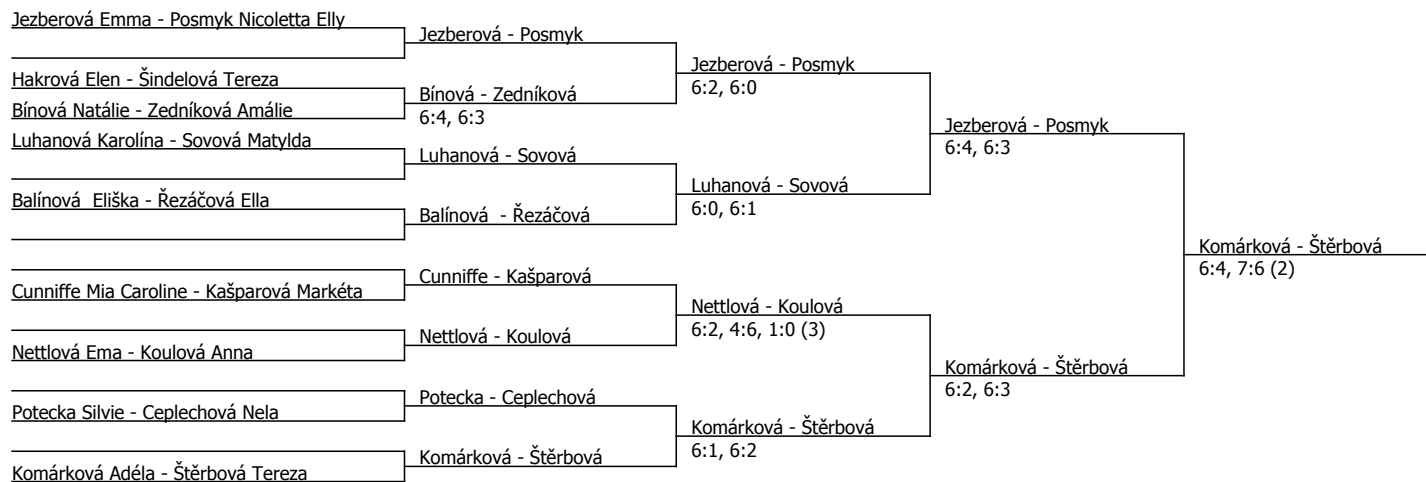 Jezberová Emma - Posmyk Nicoletta Elly
Hakrová Elen - Šindelová Tereza
Bínová Natálie - Zedníková Amálie
Luhanová Karolína - Sovová Matylda
Balínová  Eliška - Řezáčová Ella
Cunniffe Mia Caroline - Kašparová Markéta
Nettlová Ema - Koulová Anna
Potecka Silvie - Ceplechová Nela
Komárková Adéla - Štěrbová Tereza
Jezberová - Posmyk
Bínová - Zedníková
6:4, 6:3
Luhanová - Sovová
Balínová  - Řezáčová
Cunniffe - Kašparová
Nettlová - Koulová
Potecka - Ceplechová
Komárková - Štěrbová
Jezberová - Posmyk
6:2, 6:0
Luhanová - Sovová
6:0, 6:1
Nettlová - Koulová
6:2, 4:6, 1:0 (3)
Komárková - Štěrbová
6:1, 6:2
Jezberová - Posmyk
6:4, 6:3
Komárková - Štěrbová
6:2, 6:3
Komárková - Štěrbová
6:4, 7:6 (2)